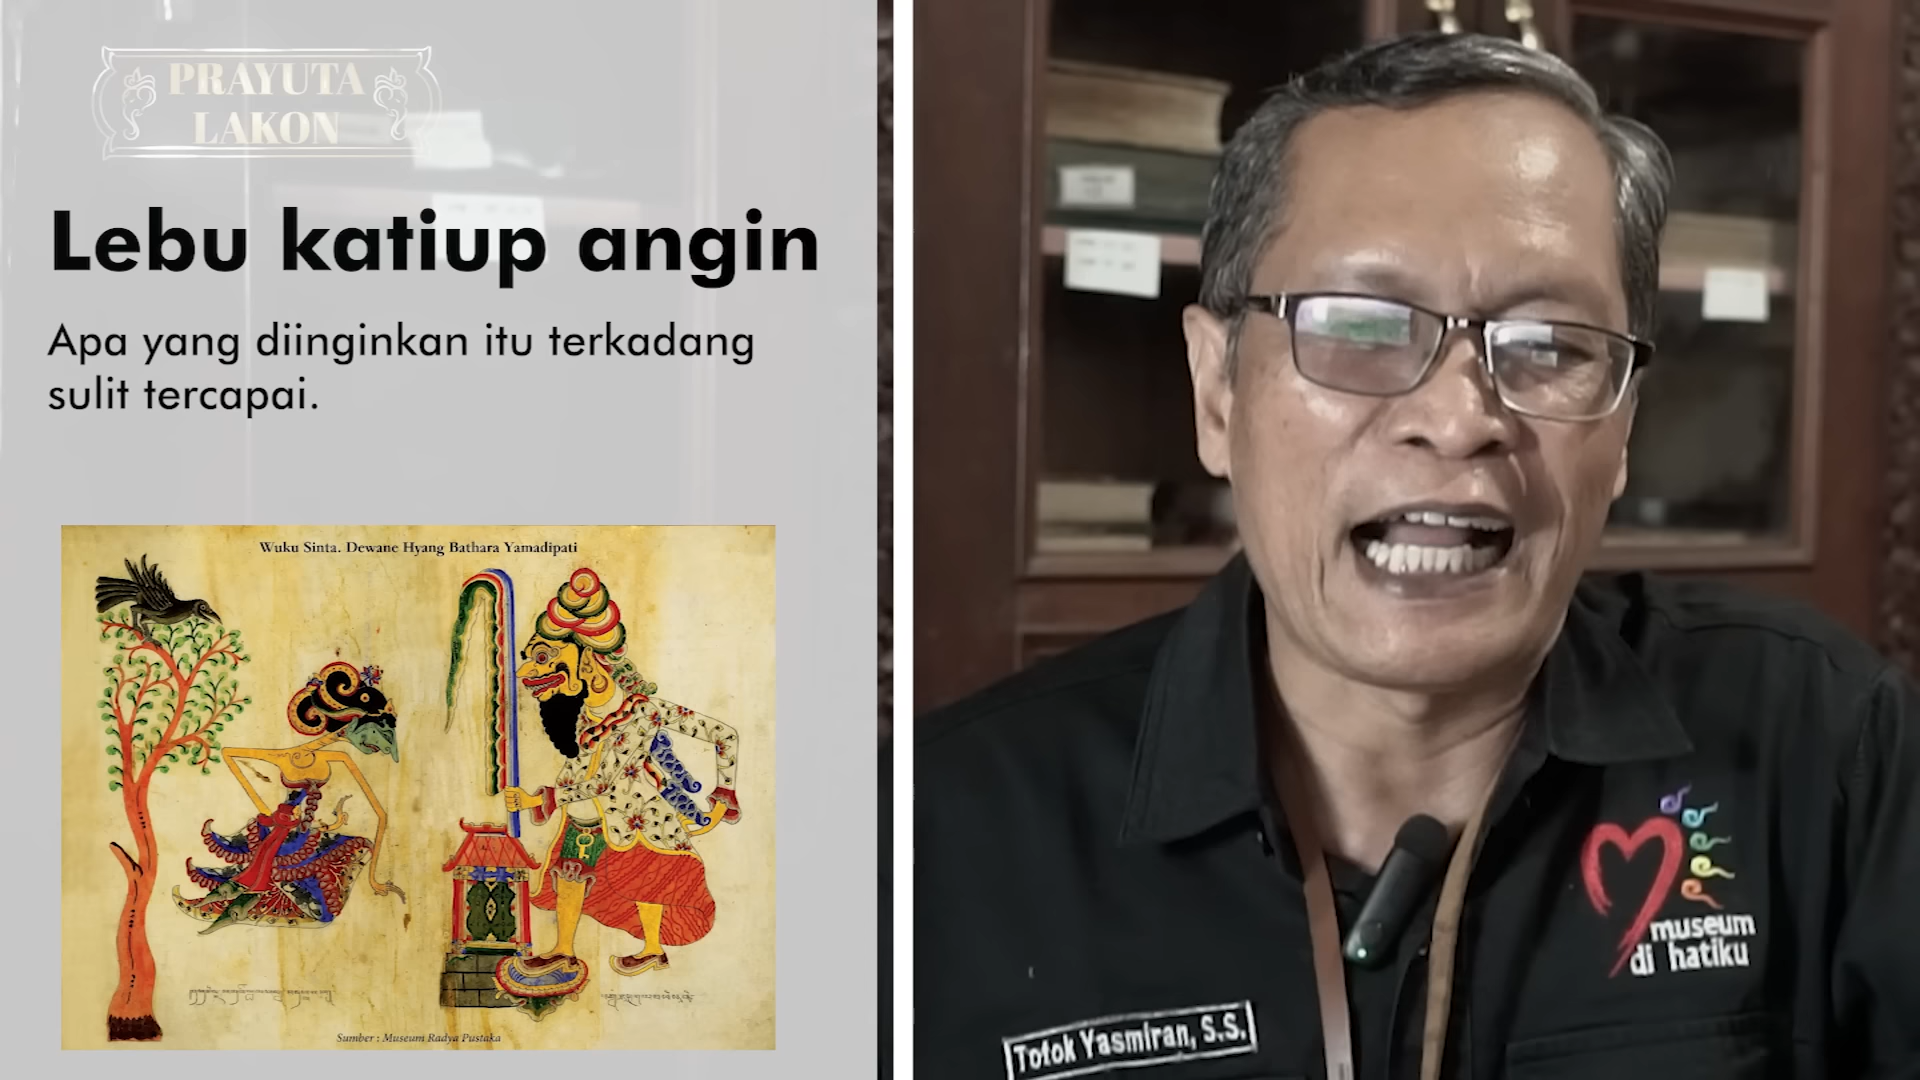 PRAYUTA
LAKON
Lebu katiup angin
Apa yang diinginkan itu terkadang
sulit tercapai.
Wuku Sinta. Dewane Hyang Bathara Yamadipati
Sumber : Museum Radya Pustaka
museum
di hatiku
Totok Yasmiran, S.S.